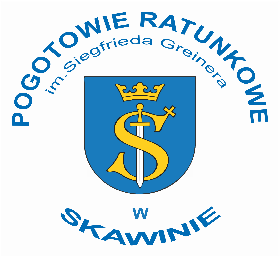 POGOTOWIE RATUNKOWE
im. Siegfrieda Greinera
S
W
SKAWINIE